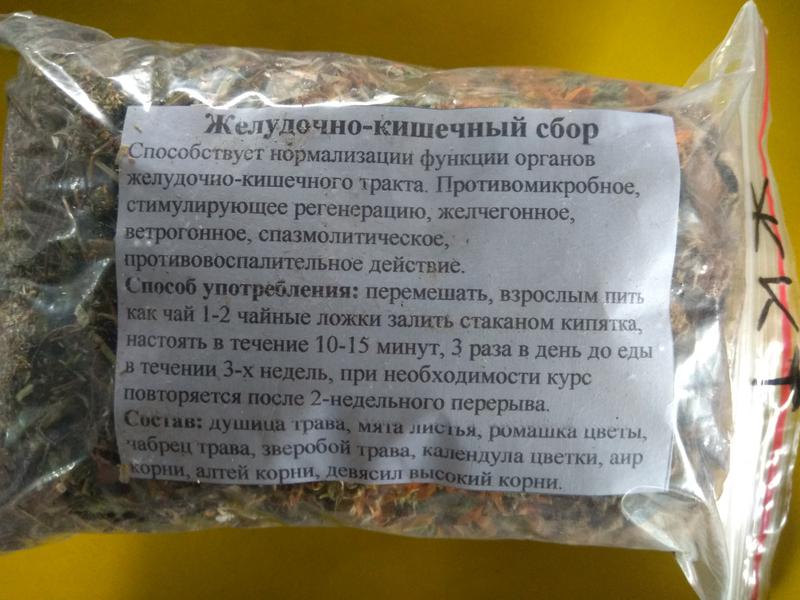 Желудочно-кишечный сбор
Способствует нормализации функции органов
желудочно-кишечного тракта. Противомикробное,
стимулирующее регенерацию, желчегонное,
ветрогонное, спазмолитическое,
противовоспалительное действие.
Способ употребления: перемешать, взрослым пить
как чай 1-2 чайные ложки залить стаканом кипятка,
настоять в течение 10-15 минут, 3 раза в день до еды
в течении 3-х недель, при необходимости курс
повторяется после 2-недельного перерыва.
Состав: душица трава, мята листья, ромашка цветы,
чабрец трава, зверобой трава, календула цветки, аир
корни, алтей корни, девясил высокий корни.
ЖКТ